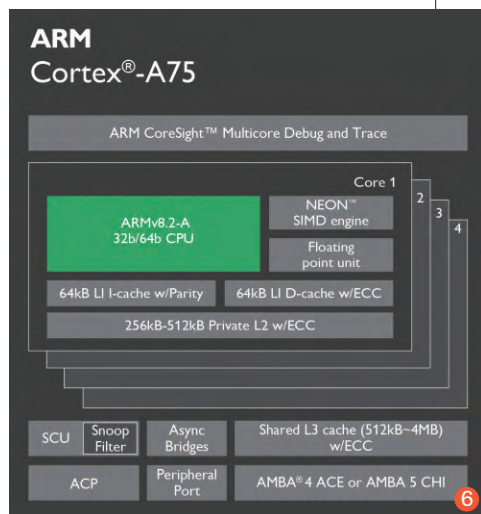 ARM
Cortex®-A75
ARM CoreSight™ Multicore Debug and Trace
Core 1
2
3
4
ARMv8.2-A
32b/64b CPU
NEON™
SIMD engine
Floating
point unit
64kB LI I-cache w/Parity
64kB LI D-cache w/ECC
256kB-512kB Private L2 w/ECC
SCU
Snoop
Filter
Async
Bridges
Shared L3 cache (512kB~4MB)
w/ECC
ACP
Peripheral
Port
AMBA® 4 ACE or AMBA 5 CHI
6